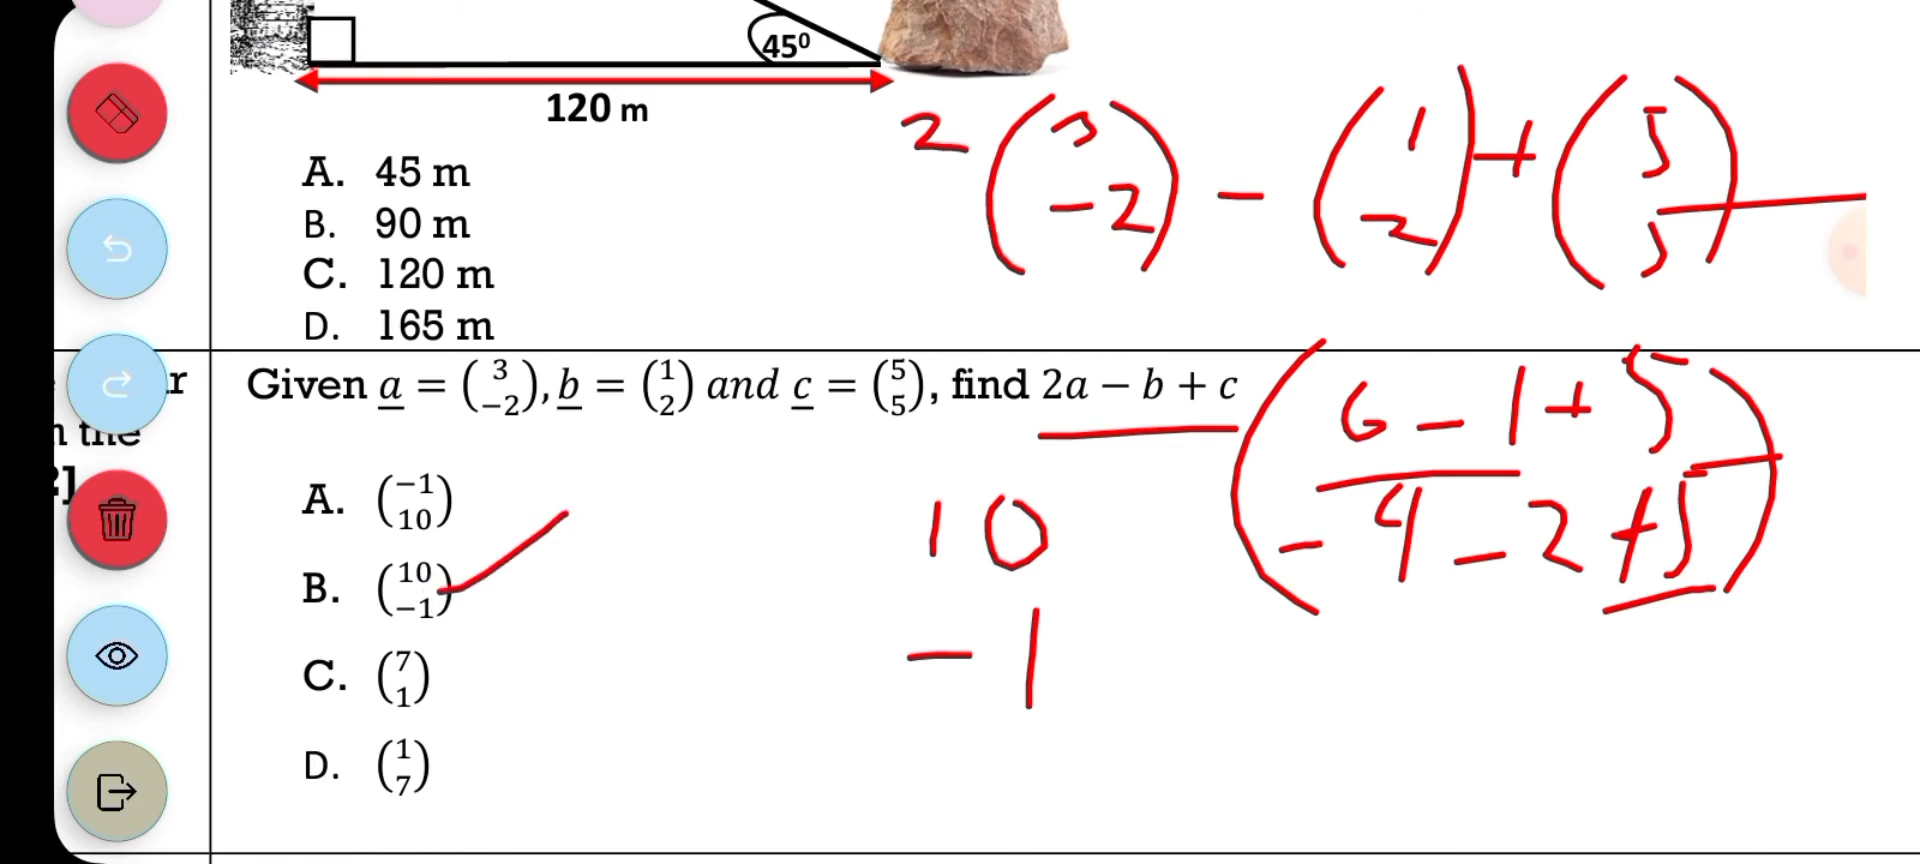 45⁰
120 m
2 (3 -2) - (1 2) + (5 5)
A. 45 m
B. 90 m
C. 120 m
D. 165 m
r Given a = (3 -2), b = (1 2) and c = (5 5), find 2a − b + c
(6 - 1 + 5
- 4 - 2 + 5)
n the
2]
A. (-1 10)
10
B. (10 -1)
-1
C. (7 1)
D. (1 7)